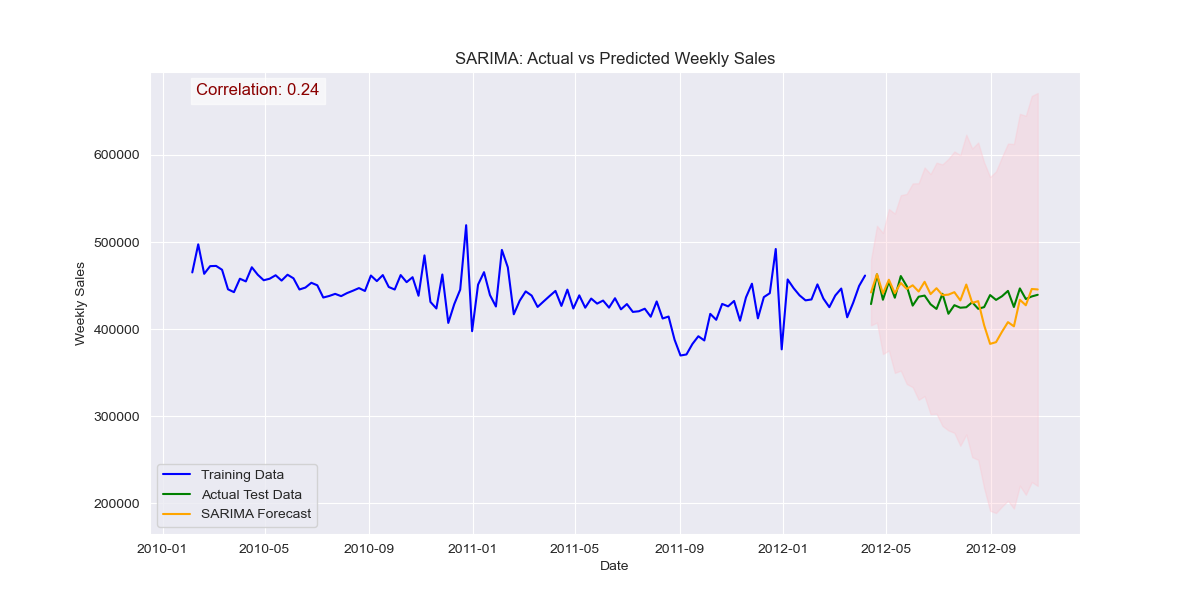 SARIMA: Actual vs Predicted Weekly Sales
Correlation: 0.24
600000
500000
400000
300000
200000
Weekly Sales
Training Data
Actual Test Data
SARIMA Forecast
2010-01 2010-05 2010-09 2011-01 2011-05 2011-09 2012-01 2012-05 2012-09
Date